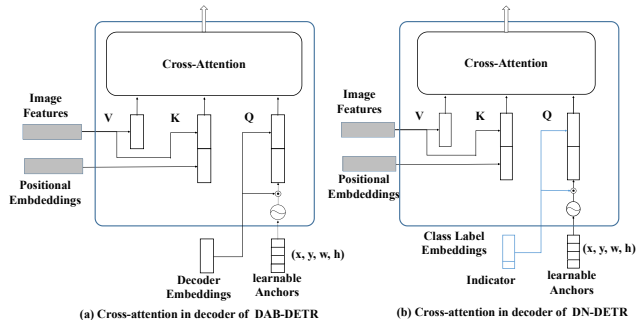 Cross-Attention
Image
Features
V
K
Q
Positional
Embdeddings
(x, y, w, h)
Decoder
Embeddings
learnable
Anchors
(a) Cross-attention in decoder of DAB-DETR
Cross-Attention
Image
Features
V
K
Q
Positional
Embdeddings
Class Label
Embeddings
(x, y, w, h)
Indicator
learnable
Anchors
(b) Cross-attention in decoder of DN-DETR